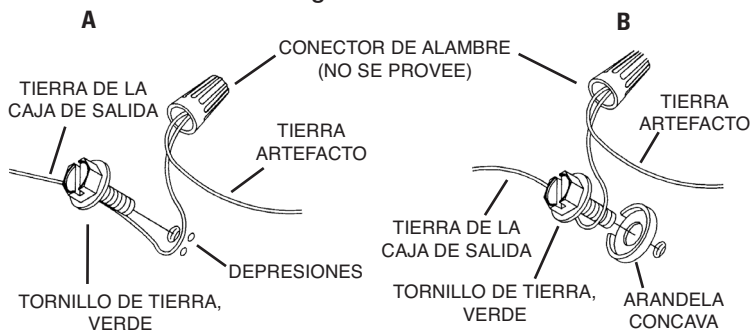 A
B
CONECTOR DE ALAMBRE
(NO SE PROVEE)
TIERRA DE LA
CAJA DE SALIDA
TIERRA
ARTEFACTO
TIERRA
ARTEFACTO
TIERRA DE LA
CAJA DE SALIDA
DEPRESIONES
TORNILLO DE TIERRA,
VERDE
TORNILLO DE TIERRA,
VERDE
ARANDELA
CONCAVA